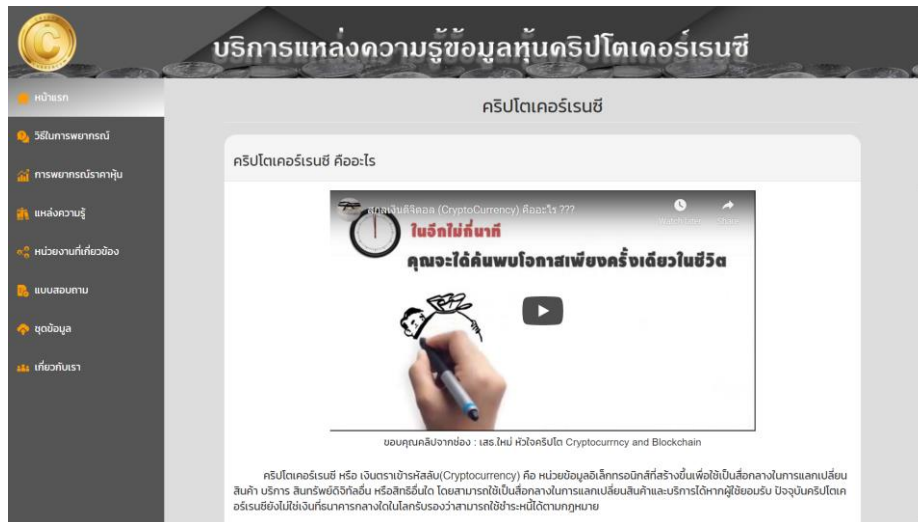 บริการแหล่งความรู้ข้อมูลหุ้นคริปโตเคอร์เรนซี
หน้าแรก
วิธีในการพยากรณ์
การพยากรณ์ราคาหุ้น
แหล่งความรู้
หน่วยงานที่เกี่ยวข้อง
แบบสอบถาม
ชุดข้อมูล
เกี่ยวกับเรา
คริปโตเคอร์เรนซี
คริปโตเคอร์เรนซี คืออะไร
สกุลเงินดิจิตอล (CryptoCurrency) คืออะไร ???
Watch later
Share
ในอีกไม่กี่นาที
คุณจะได้ค้นพบโอกาสเพียงครั้งเดียวในชีวิต
ขอบคุณคลิปจากช่อง : เสธ.ใหม่ หัวใจคริปโต Cryptocurrncy and Blockchain
คริปโตเคอร์เรนซี หรือ เงินตราเข้ารหัสลับ(Cryptocurrency) คือ หน่วยข้อมูลอิเล็กทรอนิกส์ที่สร้างขึ้นเพื่อใช้เป็นสื่อกลางในการแลกเปลี่ยน
สินค้า บริการ สินทรัพย์ดิจิทัลอื่น หรือสิทธิอื่นใด โดยสามารถใช้เป็นสื่อกลางในการแลกเปลี่ยนสินค้าและบริการได้หากผู้ใช้ยอมรับ ปัจจุบันคริปโตเค
อร์เรนซียังไม่ใช่เงินที่ธนาคารกลางใดในโลกรับรองว่าสามารถใช้ชำระหนี้ได้ตามกฎหมาย